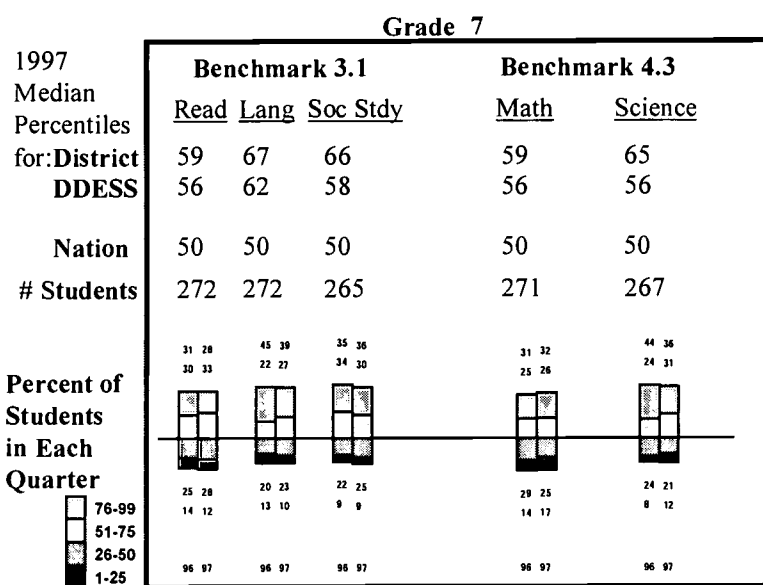 Grade 7
1997
Median
Percentiles
for:District
DDESS
Nation
# Students
Benchmark 3.1 Benchmark 4.3
Read Lang Soc Stdy Math Science
59 67 66 59 65
56 62 58 56 56
50 50 50 50 50
272 272 265 271 267
Percent of
Students
in Each
Quarter
31 28 45 39 35 36 31 32 44 36
30 33 22 27 34 30 25 26 24 31
25 28 20 23 22 25 29 25 24 21
14 12 13 10 9 9 14 17 8 12
96 97 96 97 96 97 96 97 96 97
76-99
51-75
26-50
1-25